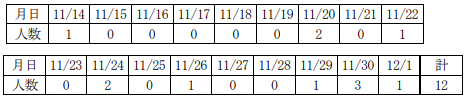 月日 11/14 11/15 11/16 11/17 11/18 11/19 11/20 11/21 11/22
人数 1 0 0 0 0 0 2 0 1
月日 11/23 11/24 11/25 11/26 11/27 11/28 11/29 11/30 12/1 計
人数 0 2 0 1 0 0 1 3 1 12